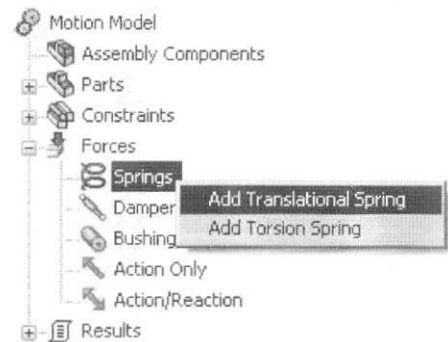 Motion Model
Assembly Components
Parts
Constraints
Forces
Springs
Add Translational Spring
Damper
Add Torsion Spring
Bushing
Action Only
Action/Reaction
Results